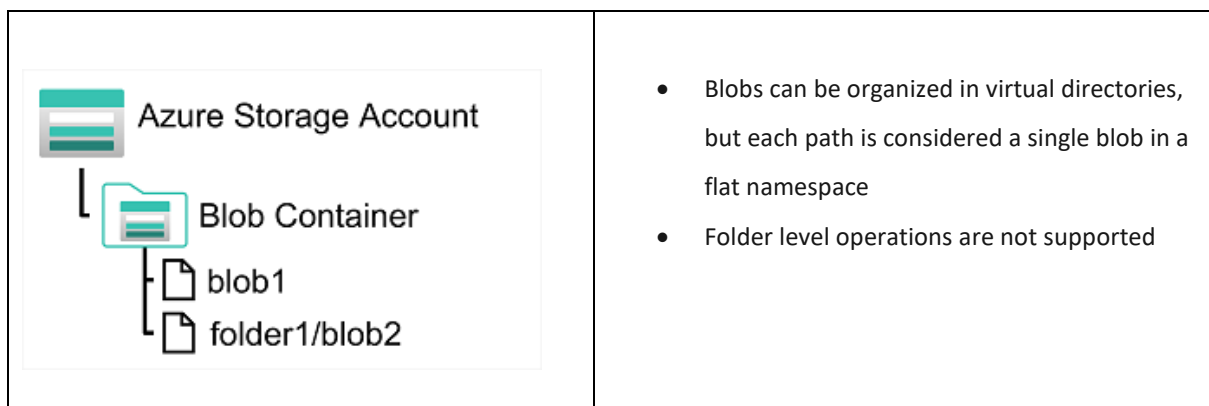 Azure Storage Account
Blob Container
blob1
folder1/blob2
• Blobs can be organized in virtual directories,
but each path is considered a single blob in a
flat namespace
• Folder level operations are not supported